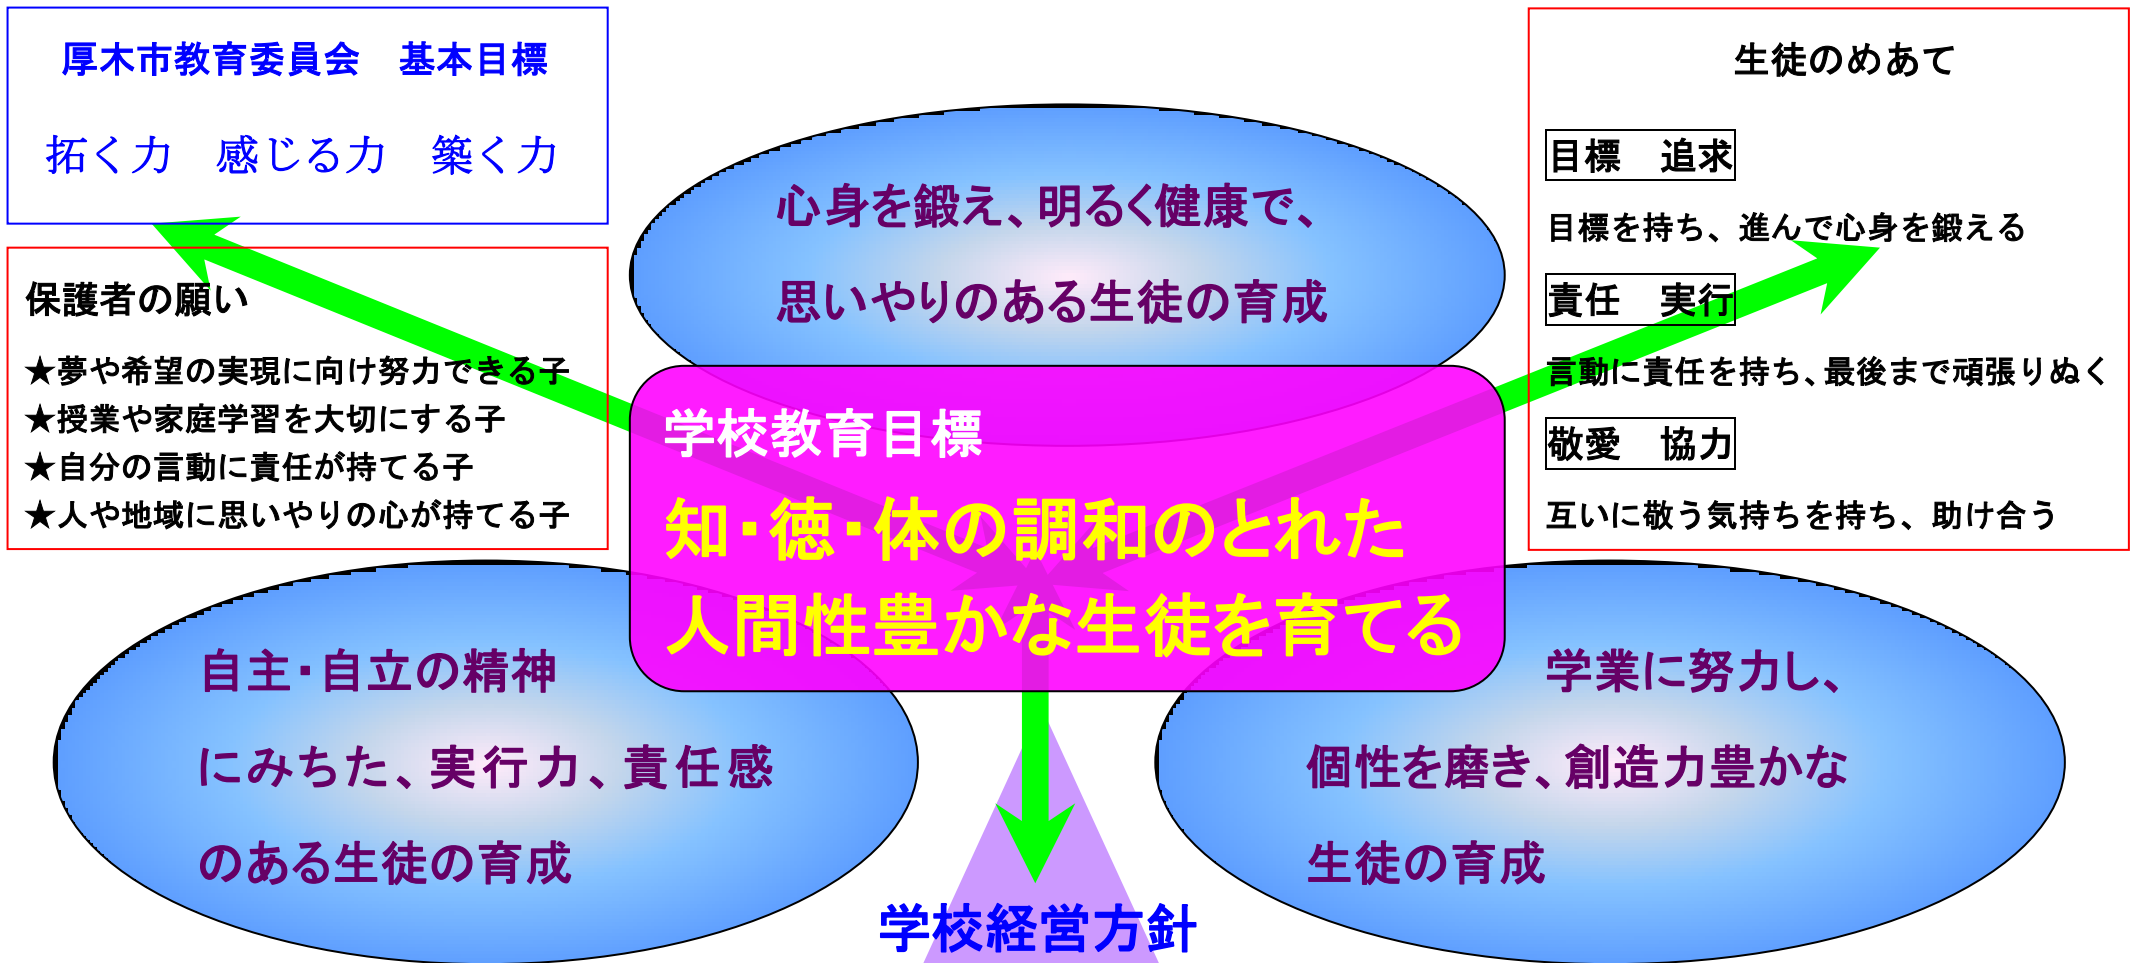 厚木市教育委員会　基本目標
拓く力　感じる力　築く力
保護者の願い
★夢や希望の実現に向け努力できる子
★授業や家庭学習を大切にする子
★自分の言動に責任が持てる子
★人や地域に思いやりの心が持てる子
心身を鍛え、明るく健康で、
思いやりのある生徒の育成
生徒のめあて
目標　追求
目標を持ち、進んで心身を鍛える
責任　実行
言動に責任を持ち、最後まで頑張りぬく
敬愛　協力
互いに敬う気持ちを持ち、助け合う
学校教育目標
知・徳・体の調和のとれた
人間性豊かな生徒を育てる
自主・自立の精神
にみちた、実行力、責任感
のある生徒の育成
学業に努力し、
個性を磨き、創造力豊かな
生徒の育成
学校経営方針